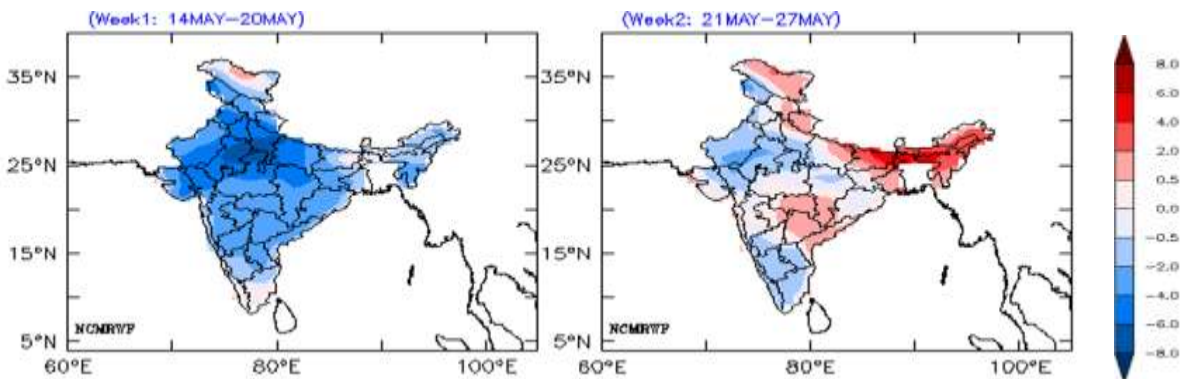 (Week1: 14MAY−20MAY)
(Week2: 21MAY−27MAY)
35°N
25°N
15°N
5°N
NCMRWF
60°E 80°E 100°E
35°N
25°N
15°N
5°N
NCMRWF
60°E 80°E 100°E
8.0
6.0
4.0
2.0
0.5
0.0
−0.5
−2.0
−4.0
−6.0
−8.0